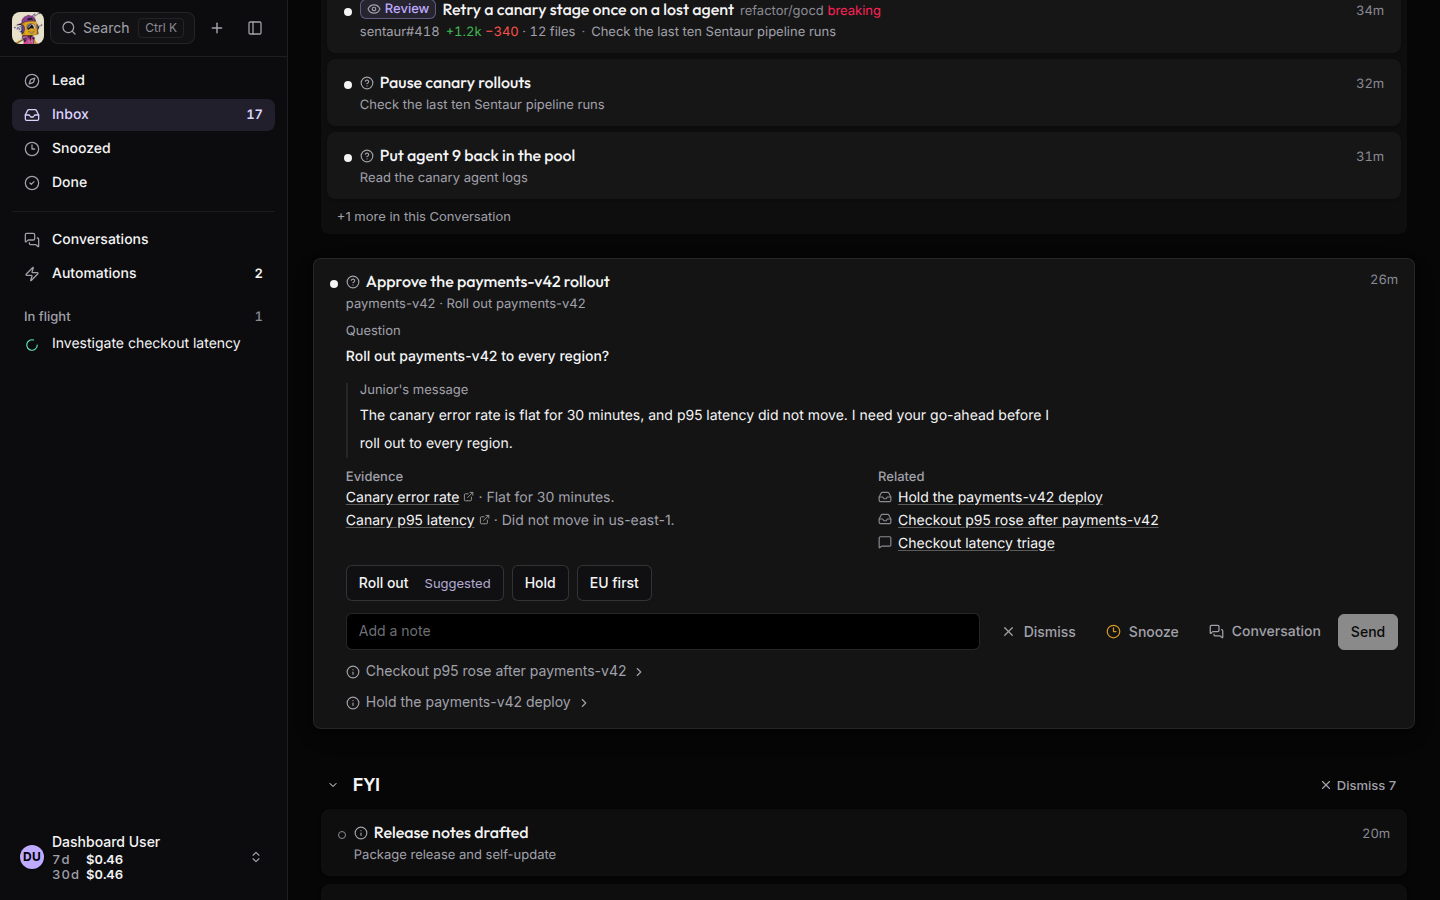 Search Ctrl K
Lead
Inbox 17
Snoozed
Done
Conversations
Automations 2
In flight 1
Investigate checkout latency
Dashboard User
DU
7d $0.46
30d $0.46
Review Retry a canary stage once on a lost agent refactor/gocd breaking 34m
sentaur#418 +1.2k −340 · 12 files · Check the last ten Sentaur pipeline runs
Pause canary rollouts 32m
Check the last ten Sentaur pipeline runs
Put agent 9 back in the pool 31m
Read the canary agent logs
+1 more in this Conversation
Approve the payments-v42 rollout 26m
payments-v42 · Roll out payments-v42
Question
Roll out payments-v42 to every region?
Junior's message
The canary error rate is flat for 30 minutes, and p95 latency did not move. I need your go-ahead before I
roll out to every region.
Evidence
Canary error rate · Flat for 30 minutes.
Canary p95 latency · Did not move in us-east-1.
Related
Hold the payments-v42 deploy
Checkout p95 rose after payments-v42
Checkout latency triage
Roll out Suggested Hold EU first
Add a note Dismiss Snooze Conversation Send
Checkout p95 rose after payments-v42
Hold the payments-v42 deploy
FYI Dismiss 7
Release notes drafted 20m
Package release and self-update